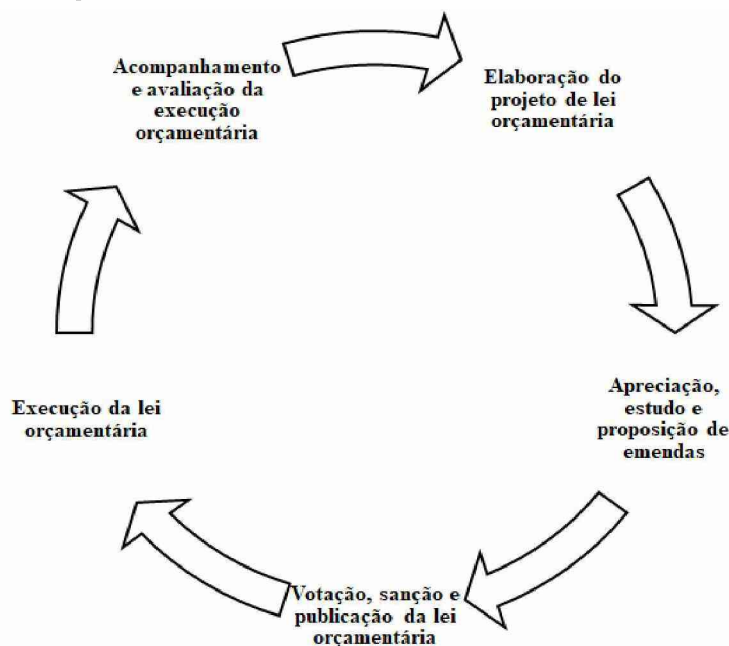 Acompanhamento
e avaliação da
execução
orçamentária
Elaboração do
projeto de lei
orçamentária
Apreciação,
estudo e
proposição de
emendas
Votação, sanção e
publicação da lei
orçamentária
Execução da lei
orçamentária